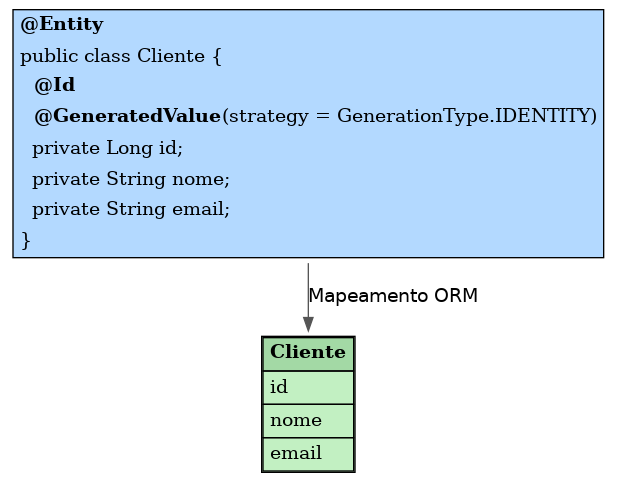 @Entity
public class Cliente {
@Id
@GeneratedValue(strategy = GenerationType.IDENTITY)
private Long id;
private String nome;
private String email;
}
Mapeamento ORM
Cliente
id
nome
email